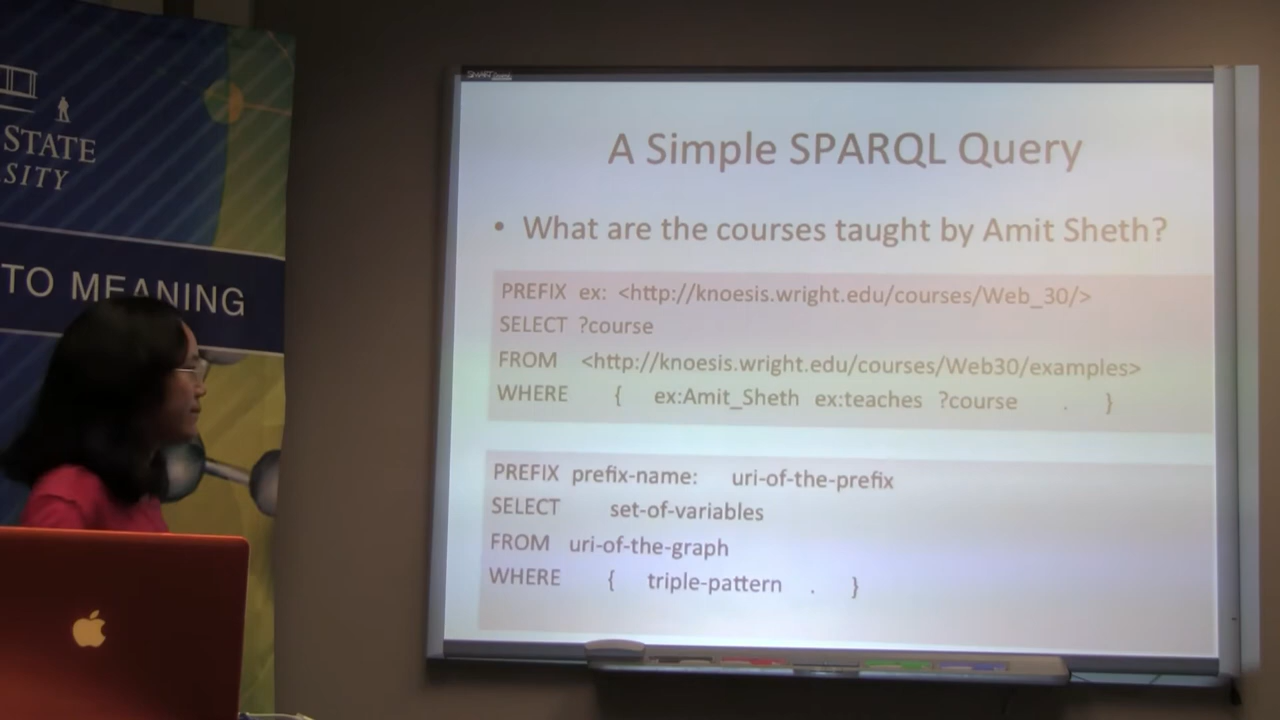 STATE
SITY
TO MEANING
A Simple SPARQL Query
• What are the courses taught by Amit Sheth?
PREFIX ex: <http://knoesis.wright.edu/courses/Web_30/>
SELECT ?course
FROM <http://knoesis.wright.edu/courses/Web30/examples>
WHERE { ex:Amit_Sheth ex:teaches ?course . }
PREFIX prefix-name: uri-of-the-prefix
SELECT set-of-variables
FROM uri-of-the-graph
WHERE { triple-pattern . }